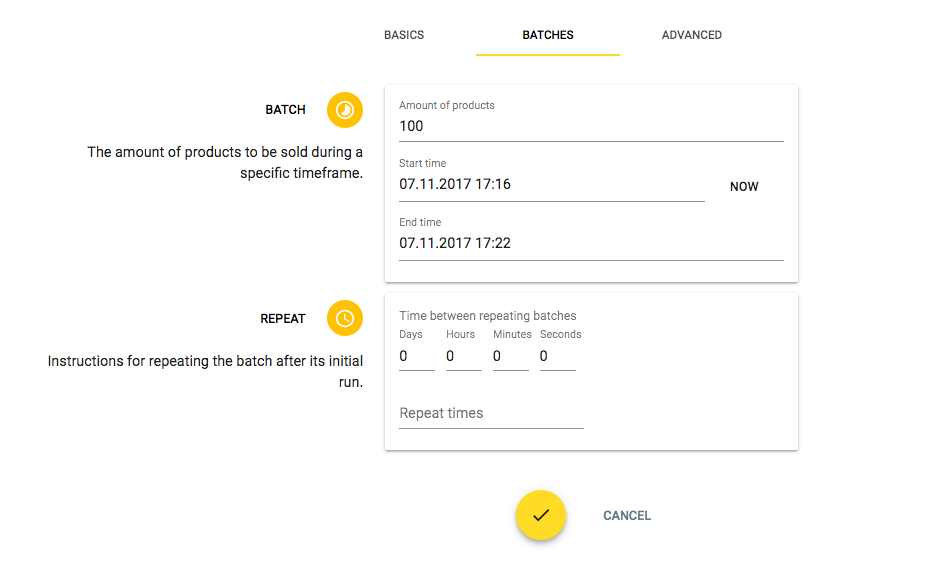 BASICS BATCHES ADVANCED
BATCH
The amount of products to be sold during a
specific timeframe.
Amount of products
100
Start time
07.11.2017 17:16
NOW
End time
07.11.2017 17:22
REPEAT
Instructions for repeating the batch after its initial
run.
Time between repeating batches
Days Hours Minutes Seconds
0 0 0 0
Repeat times
CANCEL